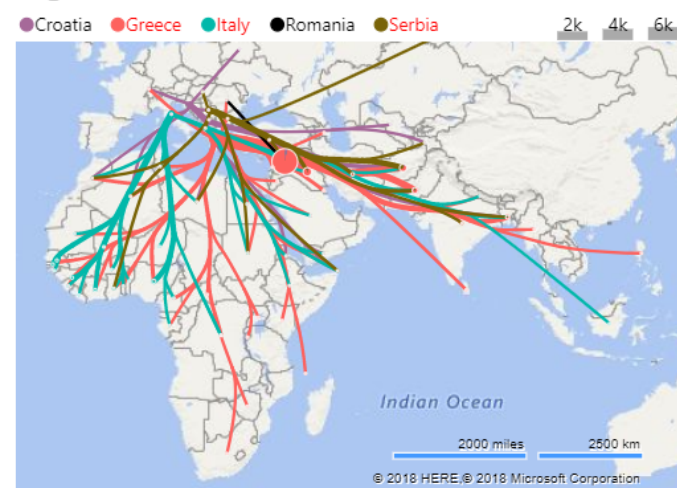 Croatia Greece Italy Romania Serbia 2k 4k 6k
Indian Ocean
2000 miles 2500 km
© 2018 HERE,© 2018 Microsoft Corporation